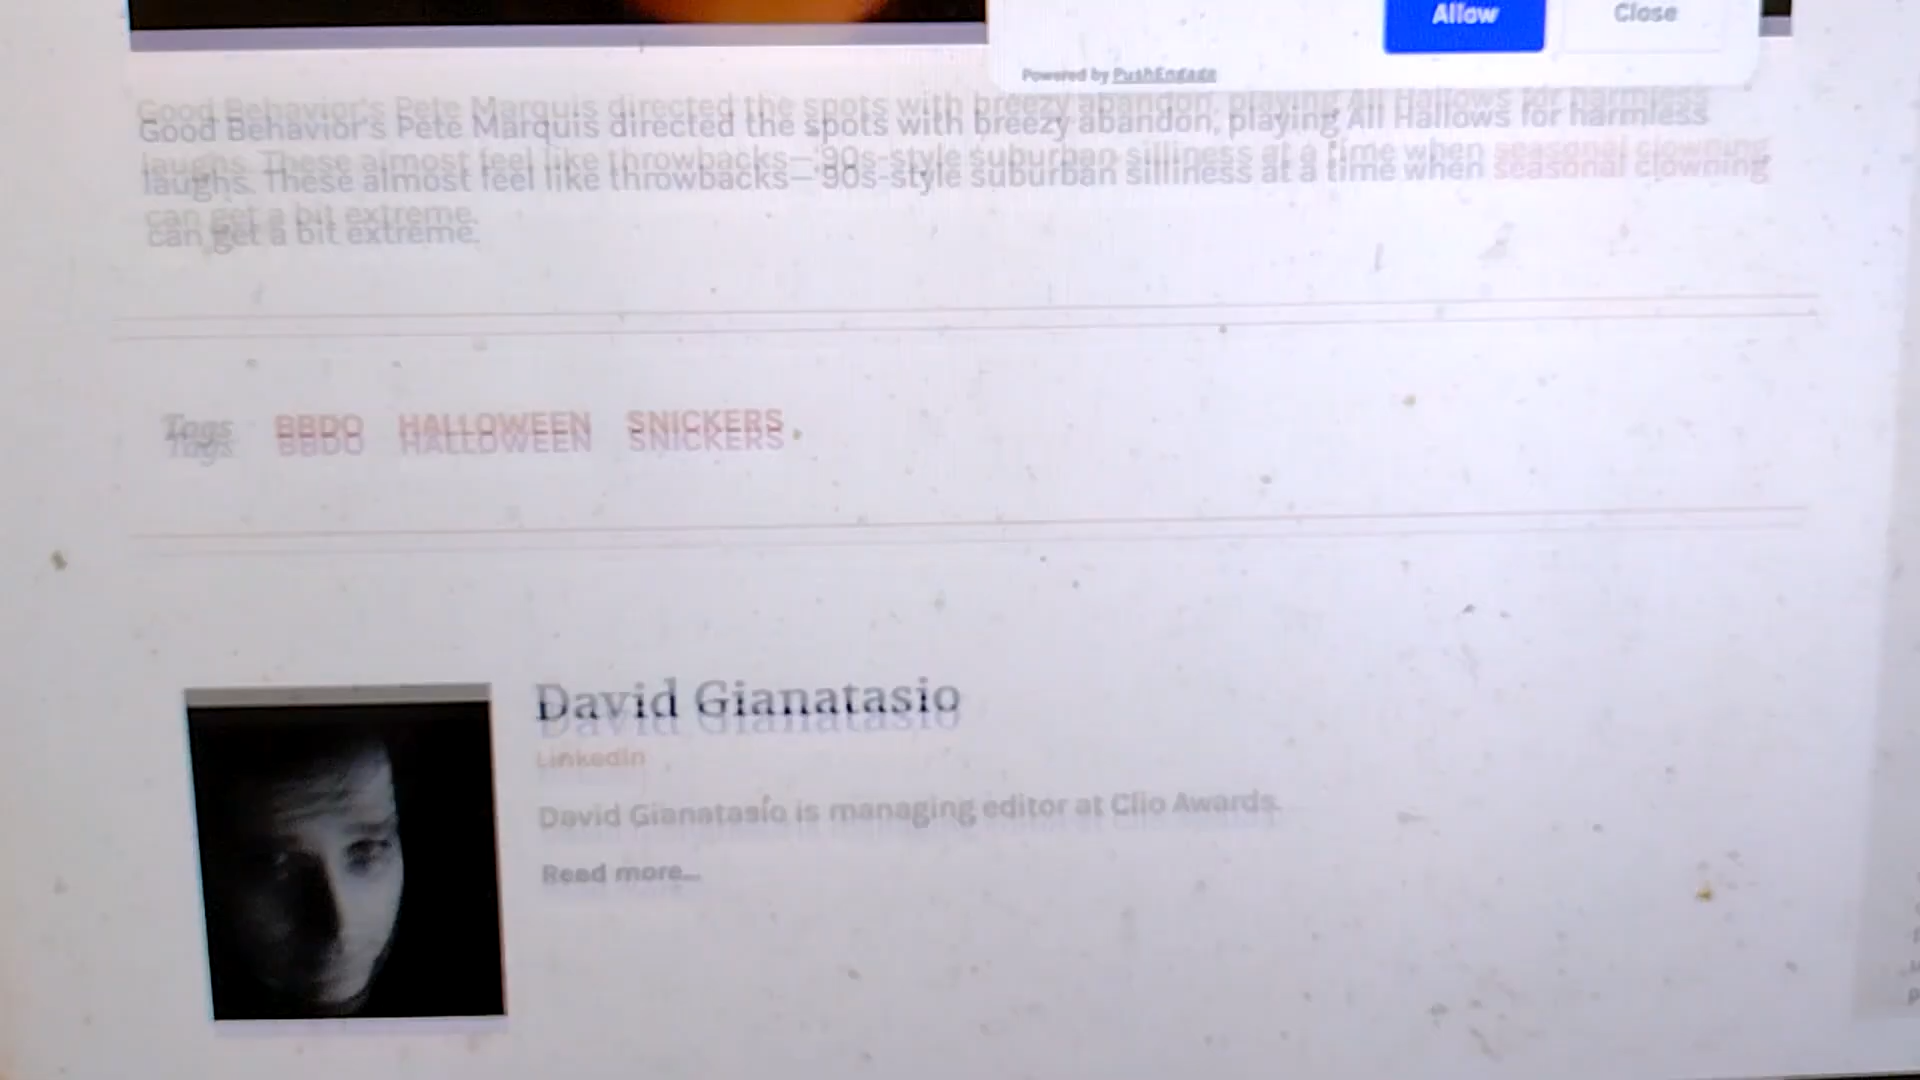 Allow Close
Powered by PushEngage
Good Behavior's Pete Marquis directed the spots with breezy abandon, playing All Hallows for harmless
laughs. These almost feel like throwbacks—'90s-style suburban silliness at a time when seasonal clowning
can get a bit extreme.
Tags BBDO HALLOWEEN SNICKERS
David Gianatasio
LinkedIn
David Gianatasio is managing editor at Clio Awards.
Read more...